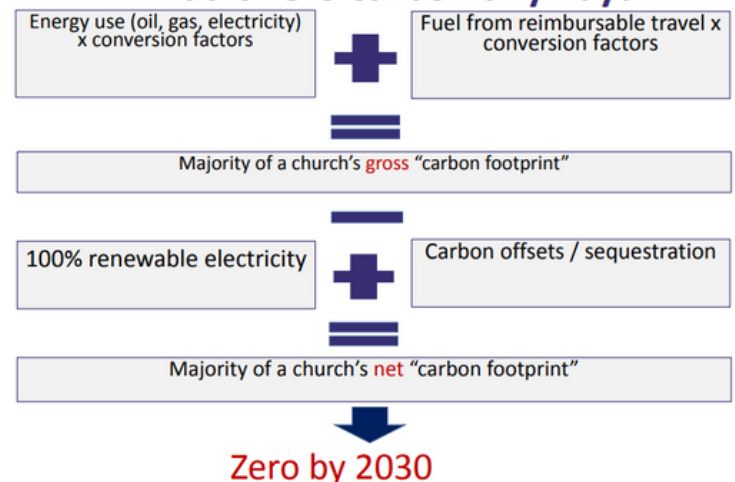 Energy use (oil, gas, electricity)
x conversion factors
Fuel from reimbursable travel x
conversion factors
Majority of a church's gross “carbon footprint”
100% renewable electricity
Carbon offsets / sequestration
Majority of a church's net “carbon footprint”
Zero by 2030